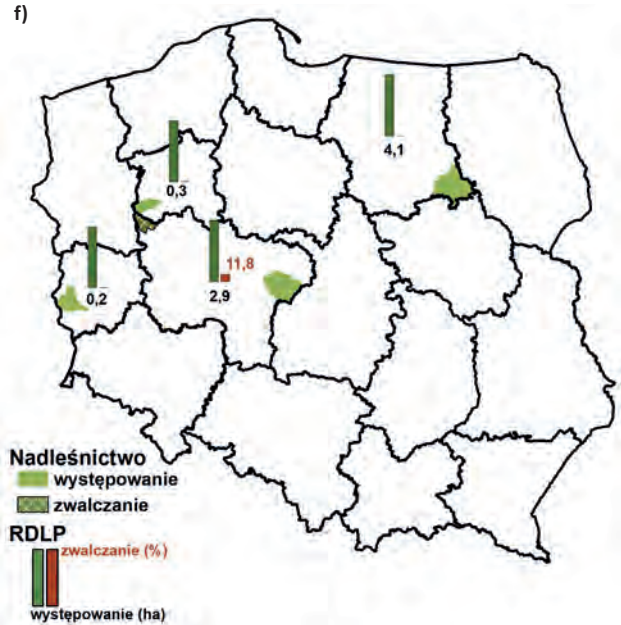 f)
4,1
0,3
11,8
0,2
2,9
Nadleśnictwo
występowanie
zwalczanie
RDLP
zwalczanie (%)
występowanie (ha)